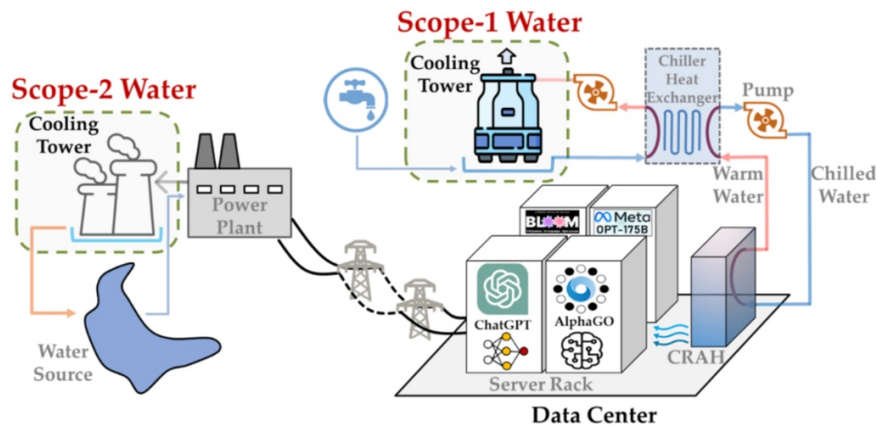 Scope-1 Water
Scope-2 Water
Cooling
Tower
Chiller
Heat
Exchanger
Pump
Cooling
Tower
Power
Plant
Warm
Water
Chilled
Water
BLOOM
Meta
OPT-175B
ChatGPT
AlphaGO
Water
Source
CRAH
Server Rack
Data Center